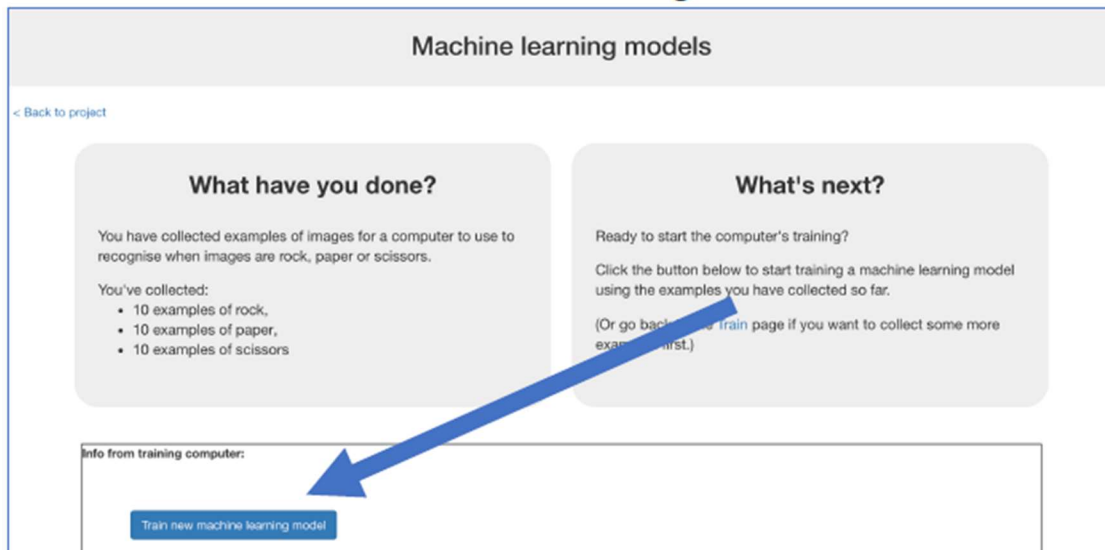 Machine learning models
< Back to project
What have you done?
You have collected examples of images for a computer to use to
recognise when images are rock, paper or scissors.
You've collected:
• 10 examples of rock,
• 10 examples of paper,
• 10 examples of scissors
What's next?
Ready to start the computer's training?
Click the button below to start training a machine learning model
using the examples you have collected so far.
(Or go back Train page if you want to collect some more
first.)
Info from training computer:
Train new machine learning model